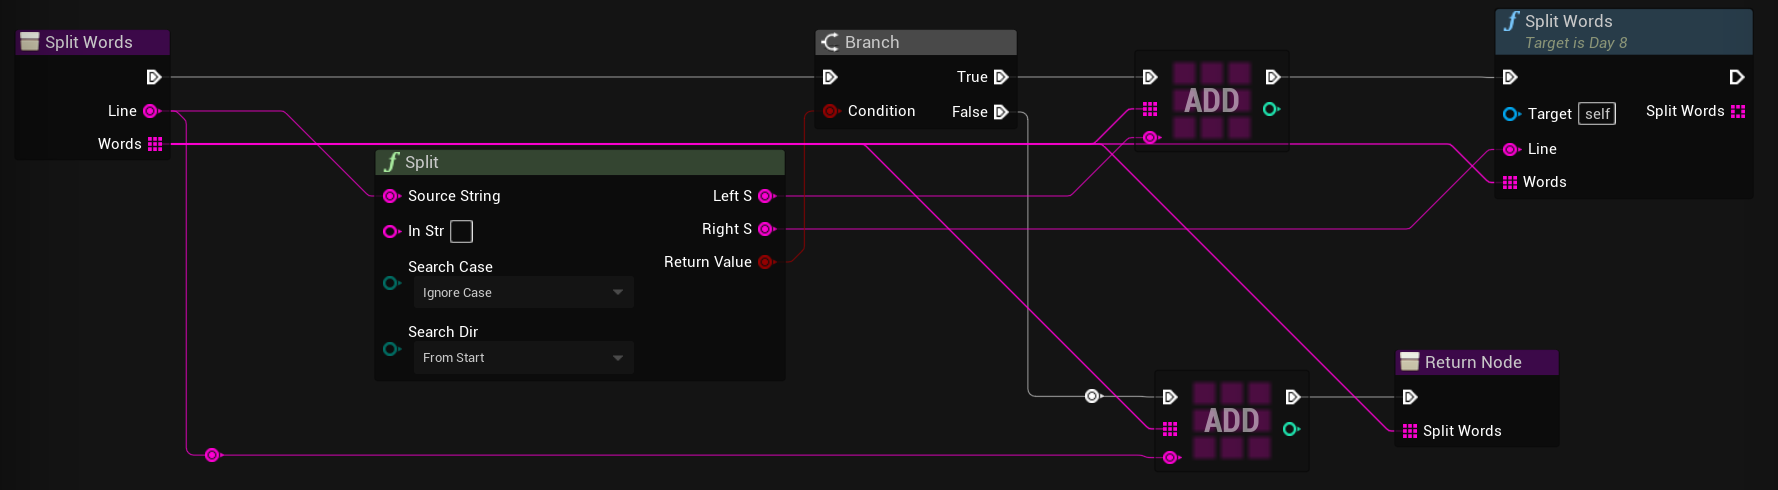 Split Words
Line
Words
Split
Source String
In Str
Search Case
Ignore Case
Search Dir
From Start
Left S
Right S
Return Value
Branch
Condition
True
False
ADD
ADD
Split Words
Target is Day 8
Target self
Line
Words
Split Words
Return Node
Split Words